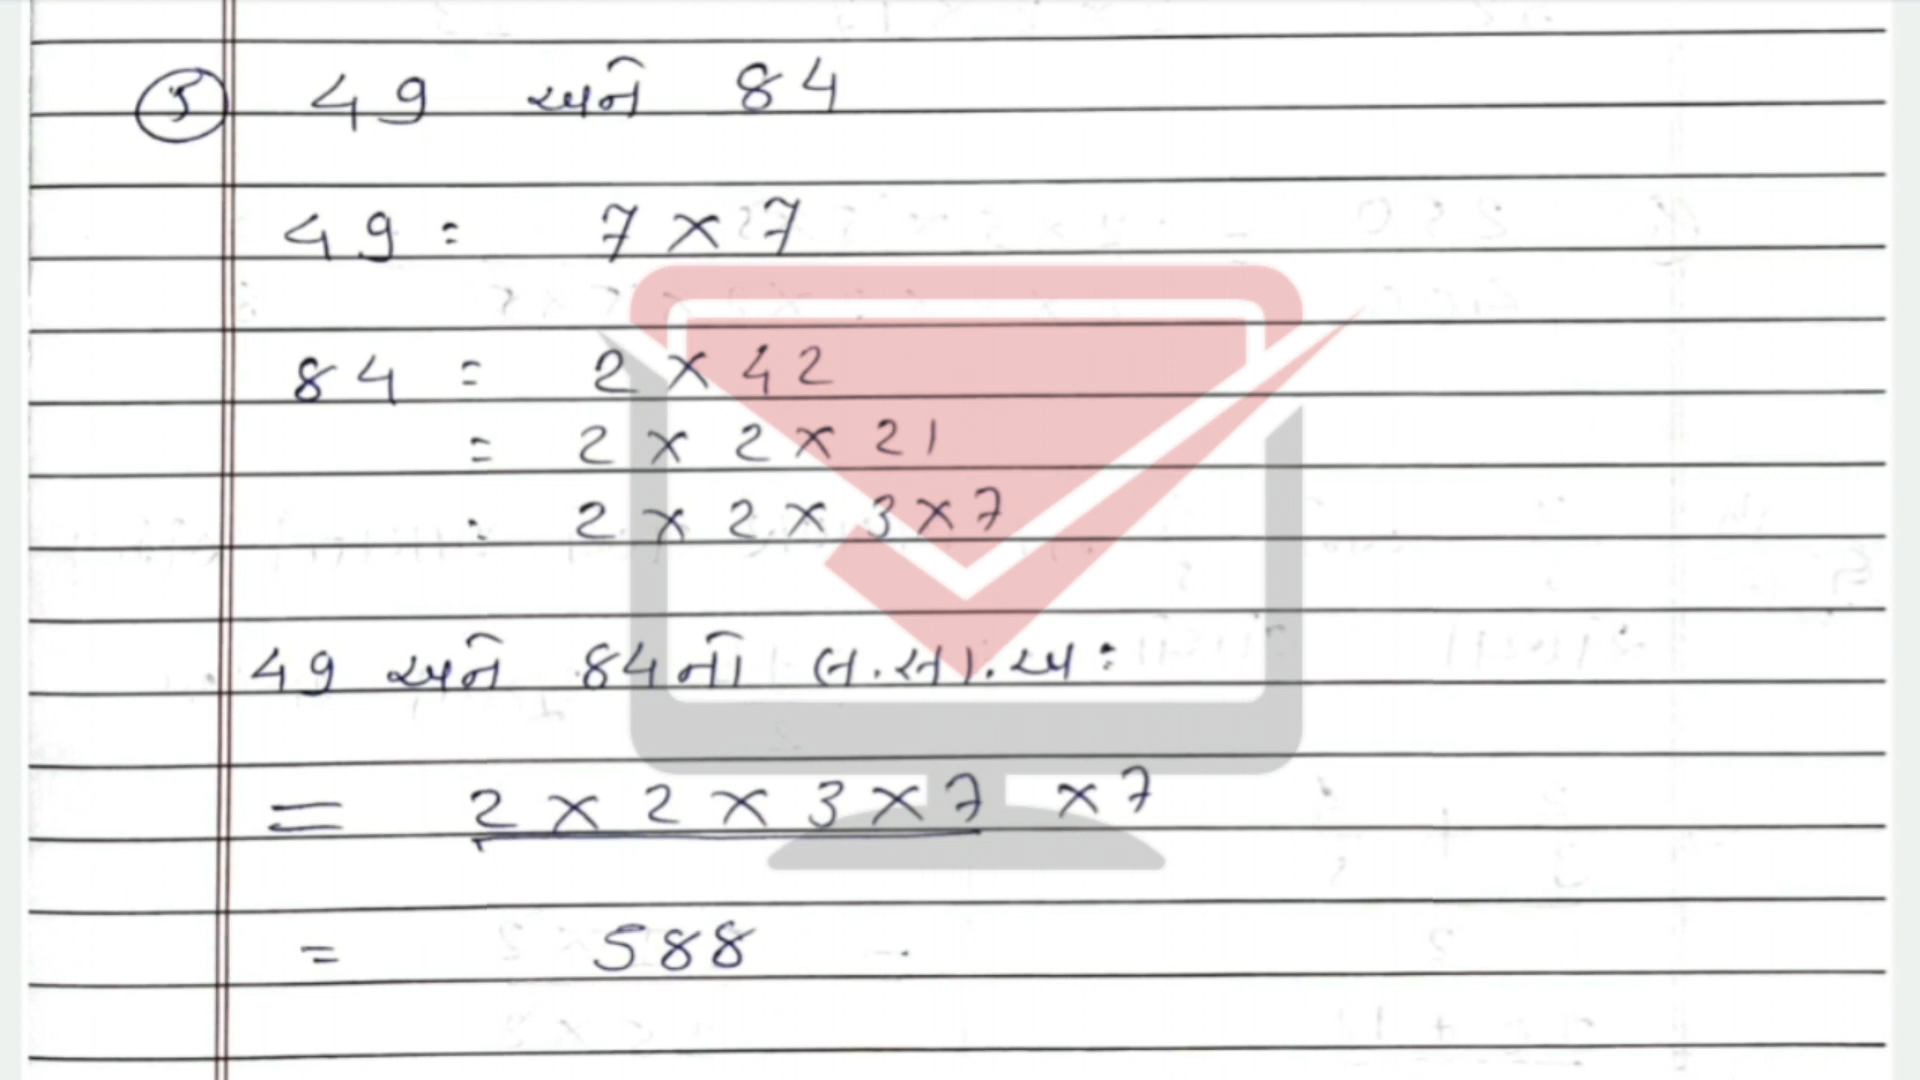 5 49 અને 84
49 = 7 × 7
84 = 2 × 42
= 2 × 2 × 21
= 2 × 2 × 3 × 7
49 અને 84નો લ.સા.અ :
= 2 × 2 × 3 × 7 × 7
= 588